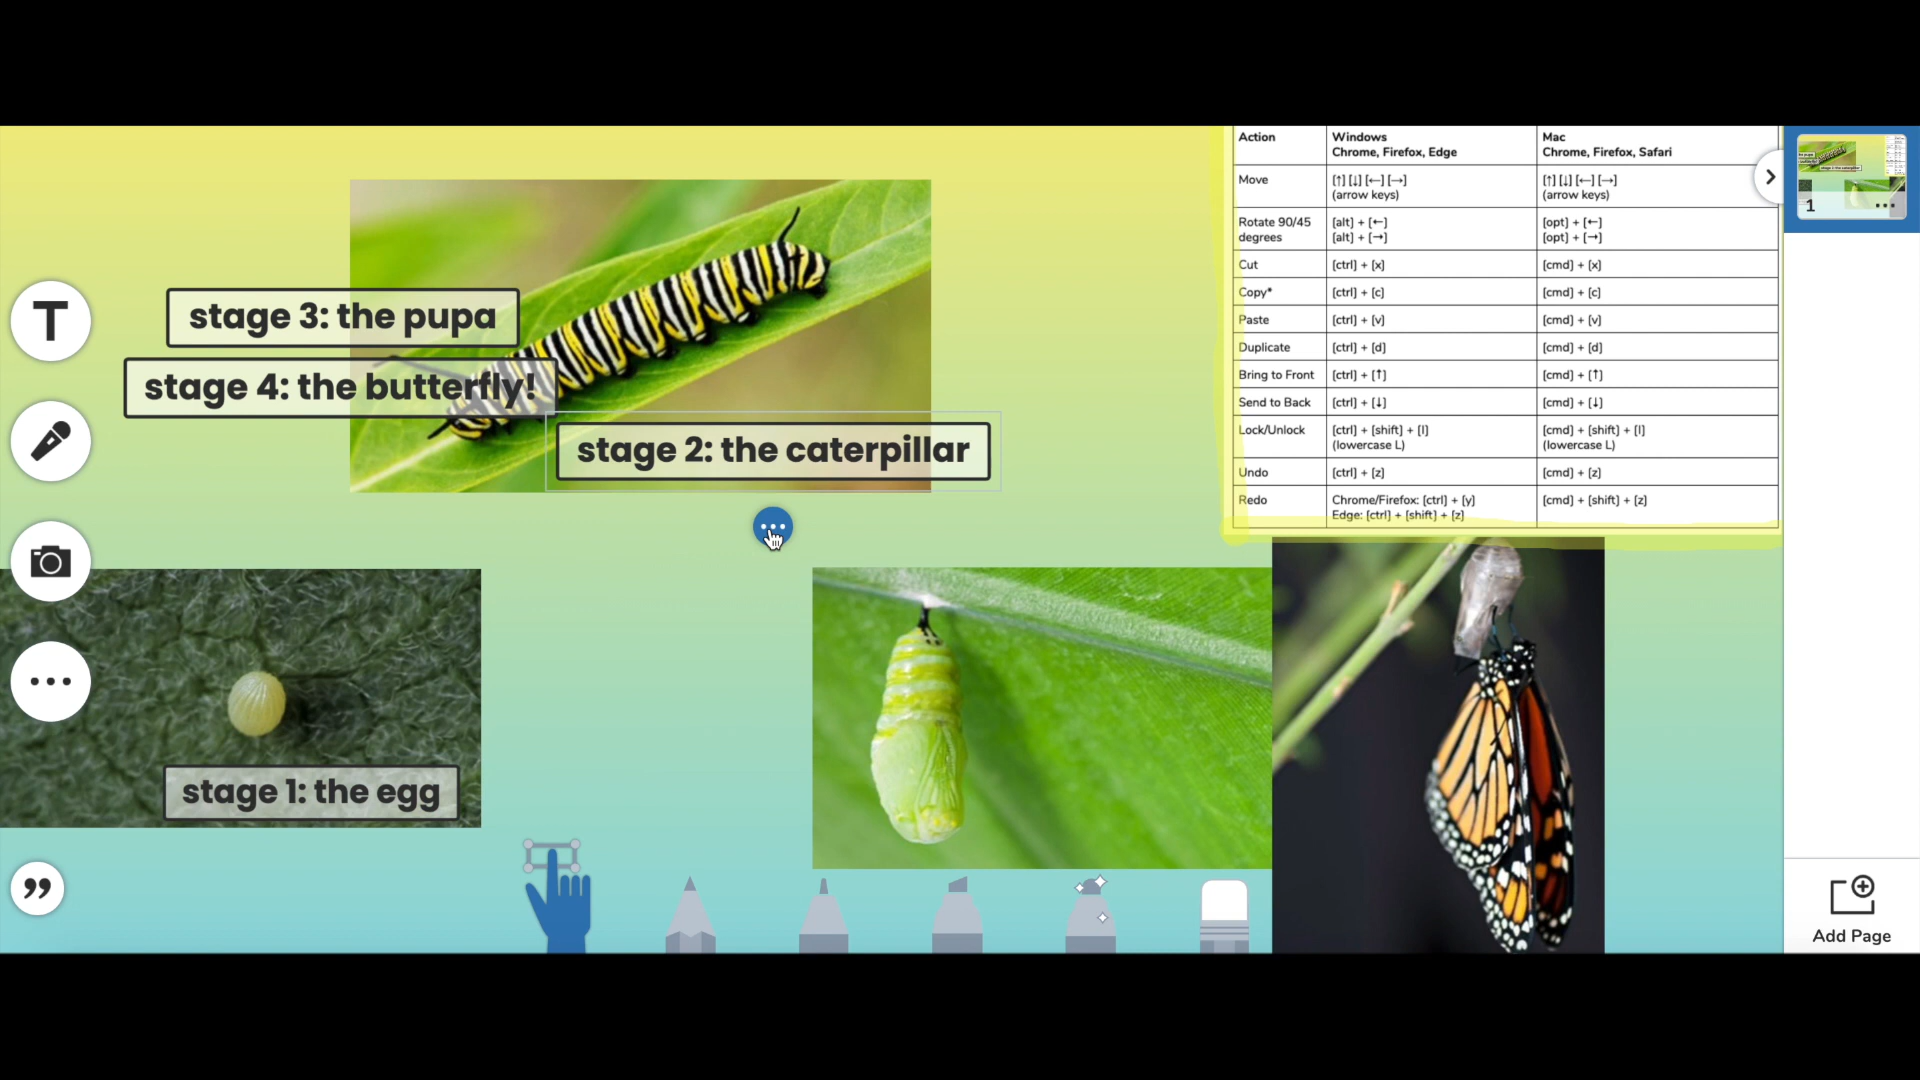 Action Windows Mac
Chrome, Firefox, Edge Chrome, Firefox, Safari
Move [↑] [↓] [←] [→] [↑] [↓] [←] [→]
(arrow keys) (arrow keys)
Rotate 90/45 [alt] + [←] [opt] + [←]
degrees [alt] + [→] [opt] + [→]
Cut [ctrl] + [x] [cmd] + [x]
Copy* [ctrl] + [c] [cmd] + [c]
Paste [ctrl] + [v] [cmd] + [v]
Duplicate [ctrl] + [d] [cmd] + [d]
Bring to Front [ctrl] + [↑] [cmd] + [↑]
Send to Back [ctrl] + [↓] [cmd] + [↓]
Lock/Unlock [ctrl] + [shift] + [l] [cmd] + [shift] + [l]
(lowercase L) (lowercase L)
Undo [ctrl] + [z] [cmd] + [z]
Redo Chrome/Firefox: [ctrl] + [y] [cmd] + [shift] + [z]
Edge: [ctrl] + [shift] + [z]
stage 3: the pupa
stage 4: the butterfly!
stage 2: the caterpillar
stage 1: the egg
T
1
Add Page